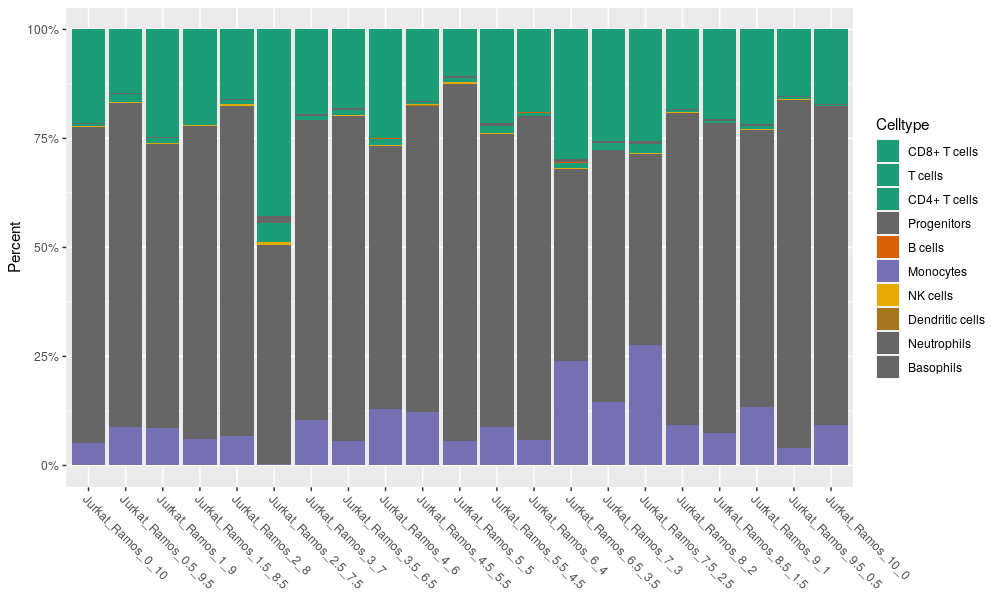 100%
75%
50%
25%
0%
Percent
Jurkat_Ramos_0_10
Jurkat_Ramos_0.5_9.5
Jurkat_Ramos_1_9
Jurkat_Ramos_1.5_8.5
Jurkat_Ramos_2_8
Jurkat_Ramos_2.5_7.5
Jurkat_Ramos_3_7
Jurkat_Ramos_3.5_6.5
Jurkat_Ramos_4_6
Jurkat_Ramos_4.5_5.5
Jurkat_Ramos_5_5
Jurkat_Ramos_5.5_4.5
Jurkat_Ramos_6_4
Jurkat_Ramos_6.5_3.5
Jurkat_Ramos_7_3
Jurkat_Ramos_7.5_2.5
Jurkat_Ramos_8_2
Jurkat_Ramos_8.5_1.5
Jurkat_Ramos_9_1
Jurkat_Ramos_9.5_0.5
Jurkat_Ramos_10_0
Celltype
CD8+ T cells
T cells
CD4+ T cells
Progenitors
B cells
Monocytes
NK cells
Dendritic cells
Neutrophils
Basophils